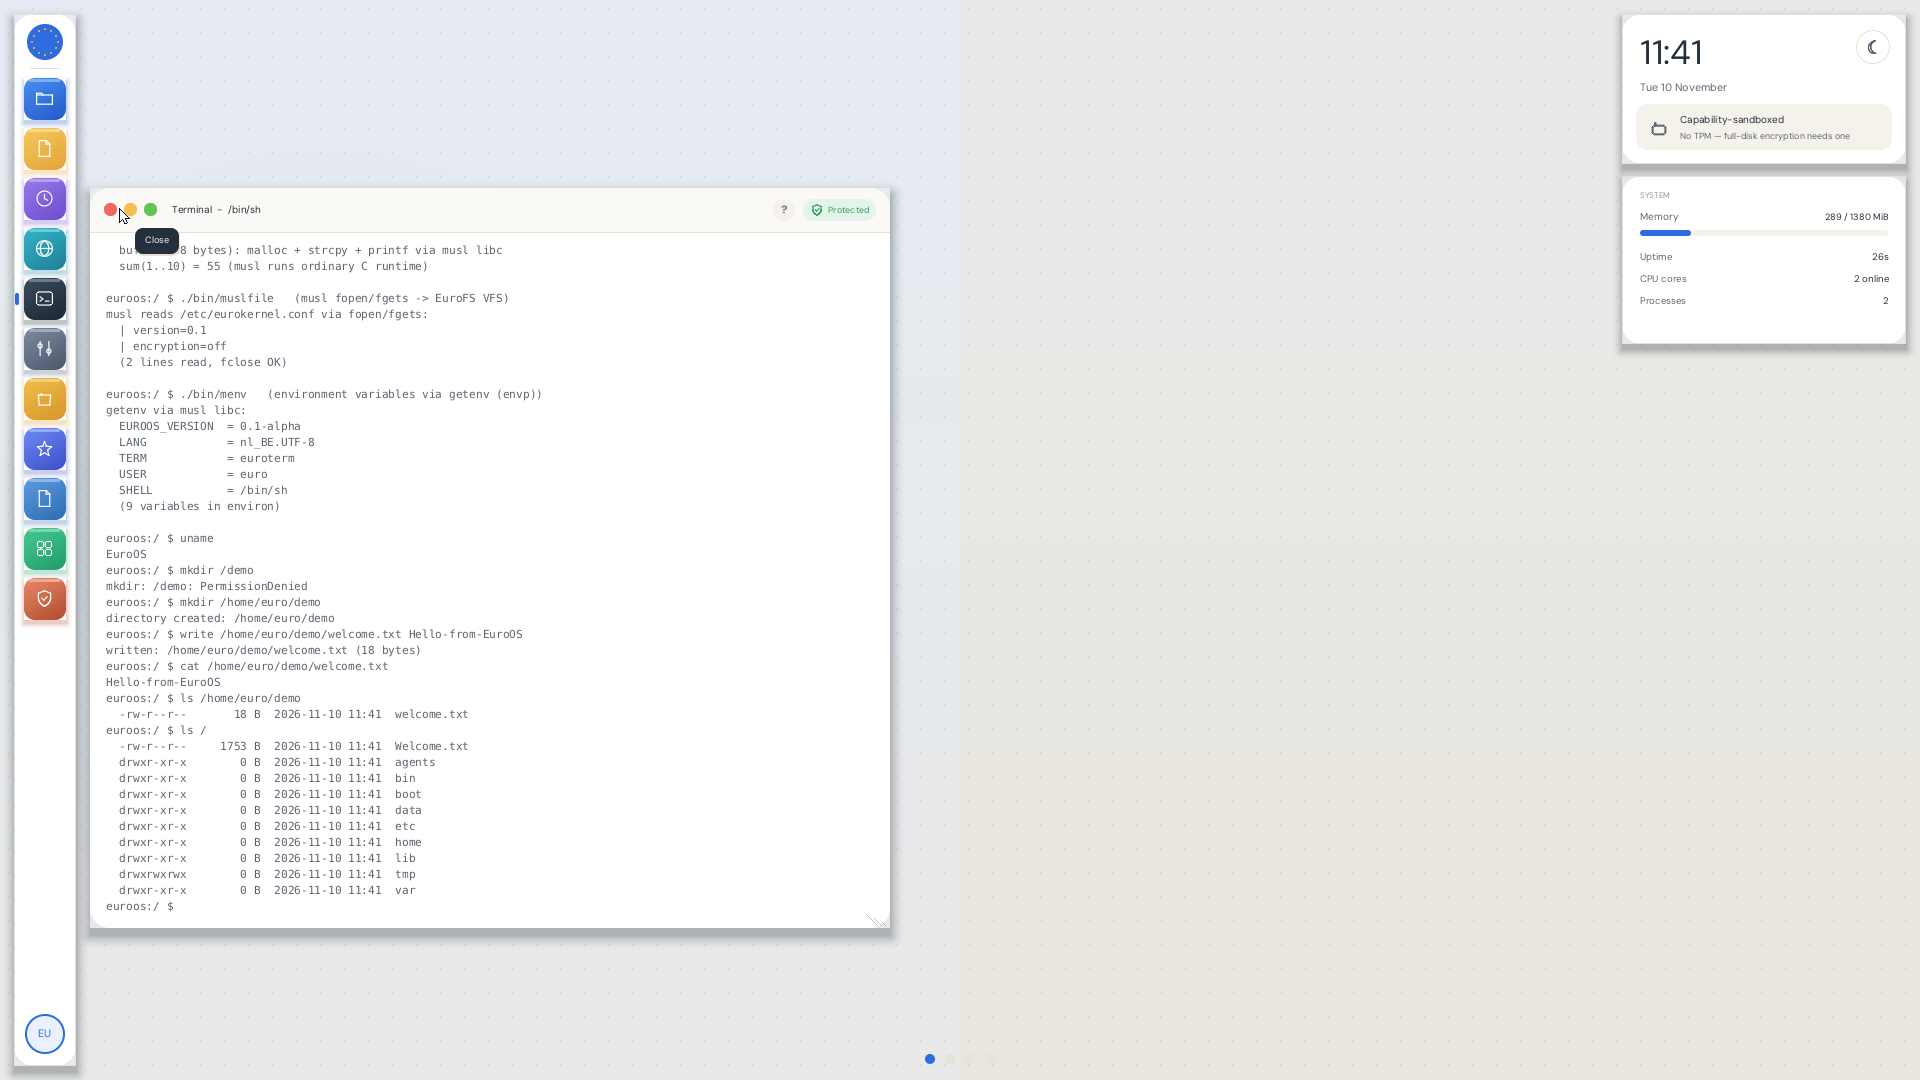 11:41
Tue 10 November
Capability-sandboxed
No TPM — full-disk encryption needs one
SYSTEM
Memory 289 / 1380 MiB
Uptime 26s
CPU cores 2 online
Processes 2
Terminal - /bin/sh
? Protected
Close
8 bytes): malloc + strcpy + printf via musl libc
sum(1..10) = 55 (musl runs ordinary C runtime)
euroos:/ $ ./bin/muslfile (musl fopen/fgets -> EuroFS VFS)
musl reads /etc/eurokernel.conf via fopen/fgets:
| version=0.1
| encryption=off
(2 lines read, fclose OK)
euroos:/ $ ./bin/menv (environment variables via getenv (envp))
getenv via musl libc:
EUROOS_VERSION = 0.1-alpha
LANG = nl_BE.UTF-8
TERM = euroterm
USER = euro
SHELL = /bin/sh
(9 variables in environ)
euroos:/ $ uname
EuroOS
euroos:/ $ mkdir /demo
mkdir: /demo: PermissionDenied
euroos:/ $ mkdir /home/euro/demo
directory created: /home/euro/demo
euroos:/ $ write /home/euro/demo/welcome.txt Hello-from-EuroOS
written: /home/euro/demo/welcome.txt (18 bytes)
euroos:/ $ cat /home/euro/demo/welcome.txt
Hello-from-EuroOS
euroos:/ $ ls /home/euro/demo
-rw-r--r-- 18 B 2026-11-10 11:41 welcome.txt
euroos:/ $ ls /
-rw-r--r-- 1753 B 2026-11-10 11:41 Welcome.txt
drwxr-xr-x 0 B 2026-11-10 11:41 agents
drwxr-xr-x 0 B 2026-11-10 11:41 bin
drwxr-xr-x 0 B 2026-11-10 11:41 boot
drwxr-xr-x 0 B 2026-11-10 11:41 data
drwxr-xr-x 0 B 2026-11-10 11:41 etc
drwxr-xr-x 0 B 2026-11-10 11:41 home
drwxr-xr-x 0 B 2026-11-10 11:41 lib
drwxrwxrwx 0 B 2026-11-10 11:41 tmp
drwxr-xr-x 0 B 2026-11-10 11:41 var
euroos:/ $
EU